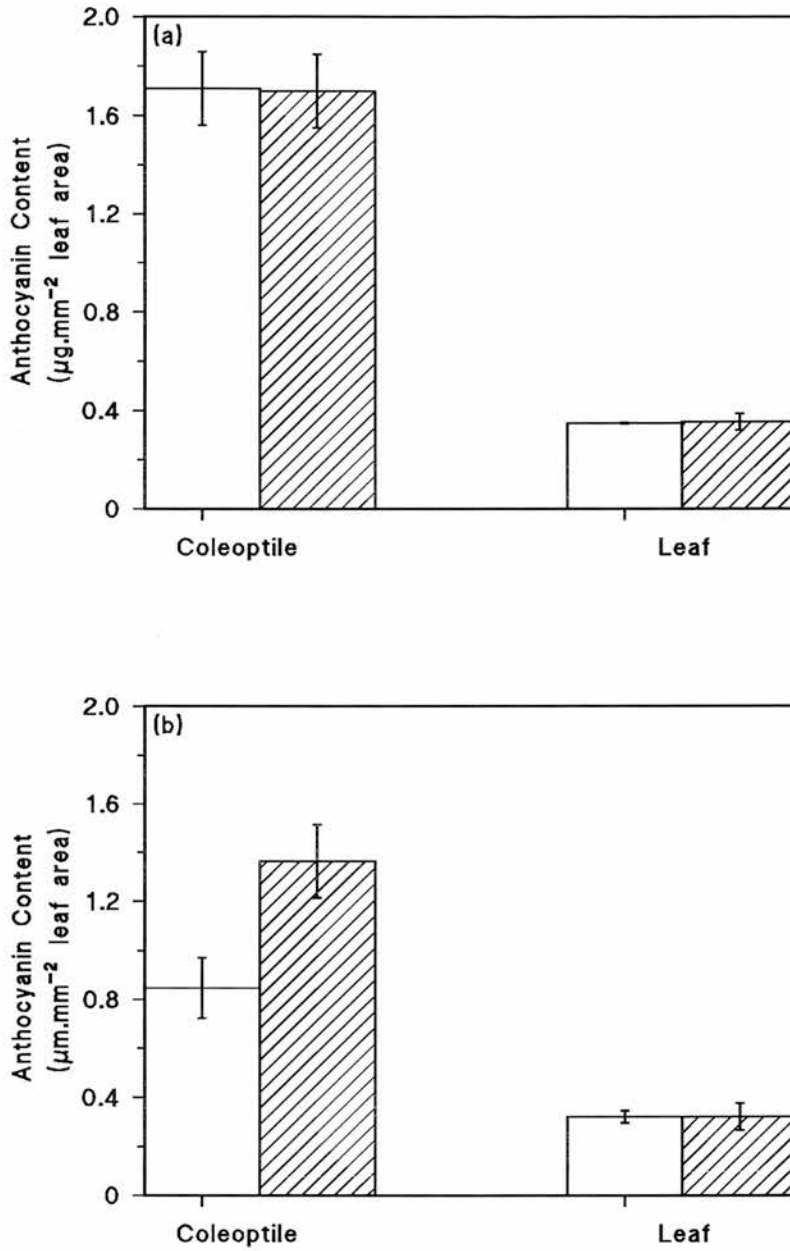 (a)
Anthocyanin Content
(µg.mm⁻² leaf area)
2.0
1.6
1.2
0.8
0.4
0
Coleoptile
Leaf
(b)
Anthocyanin Content
(µm.mm⁻² leaf area)
2.0
1.6
1.2
0.8
0.4
0
Coleoptile
Leaf